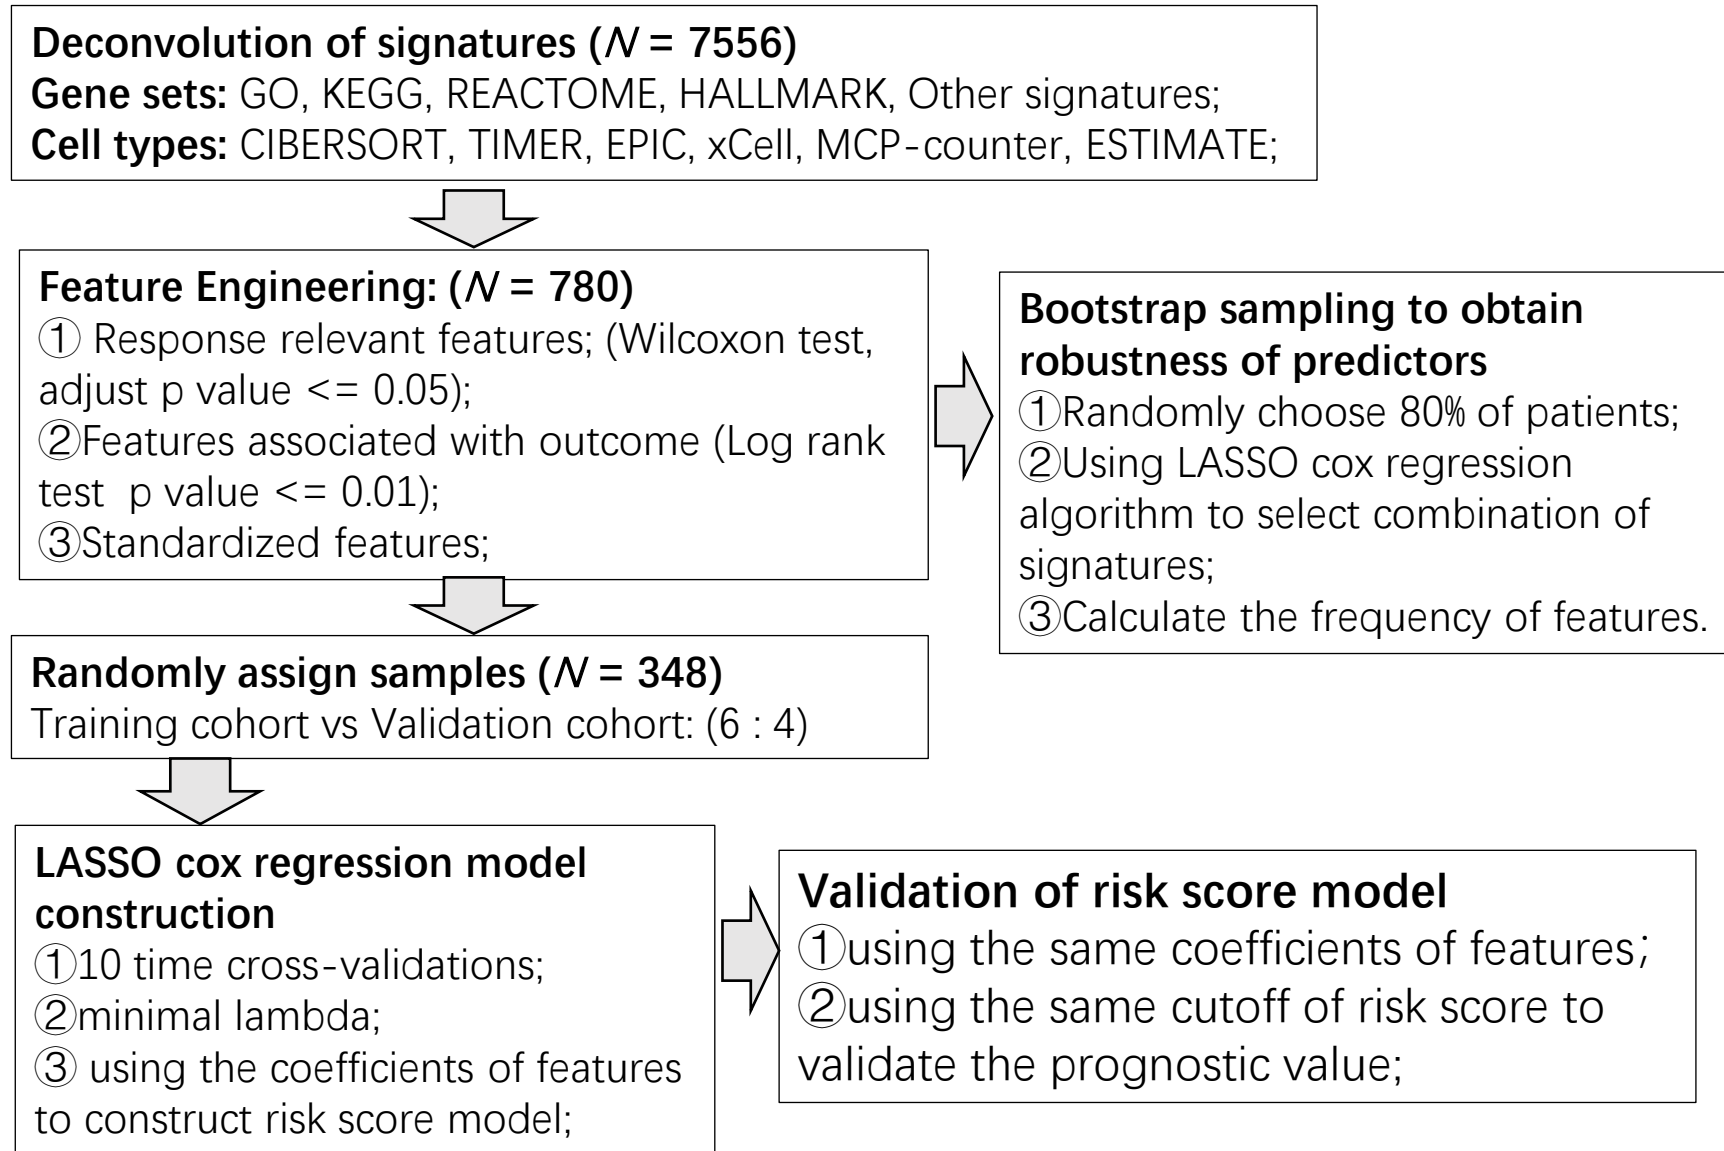 Deconvolution of signatures (N = 7556)
Gene sets: GO, KEGG, REACTOME, HALLMARK, Other signatures;
Cell types: CIBERSORT, TIMER, EPIC, xCell, MCP-counter, ESTIMATE;
Feature Engineering: (N = 780)
① Response relevant features; (Wilcoxon test,
adjust p value <= 0.05);
②Features associated with outcome (Log rank
test  p value <= 0.01);
③Standardized features;
Bootstrap sampling to obtain
robustness of predictors
①Randomly choose 80% of patients;
②Using LASSO cox regression
algorithm to select combination of
signatures;
③Calculate the frequency of features.
Randomly assign samples (N = 348)
Training cohort vs Validation cohort: (6 : 4)
LASSO cox regression model
construction
①10 time cross-validations;
②minimal lambda;
③ using the coefficients of features
to construct risk score model;
Validation of risk score model
①using the same coefficients of features;
②using the same cutoff of risk score to
validate the prognostic value;